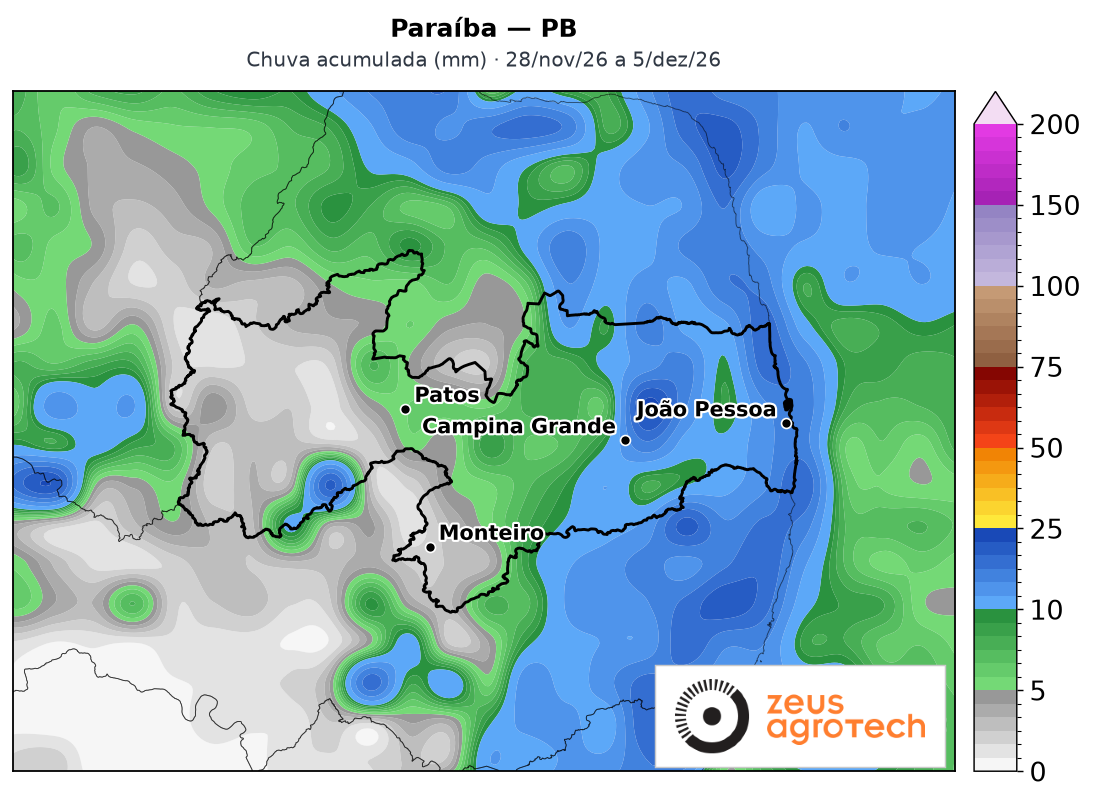 Paraíba — PB
Chuva acumulada (mm) · 28/nov/26 a 5/dez/26
200
150
100
75
50
25
10
5
0
Patos
Campina Grande
João Pessoa
Monteiro
zeus
agrotech